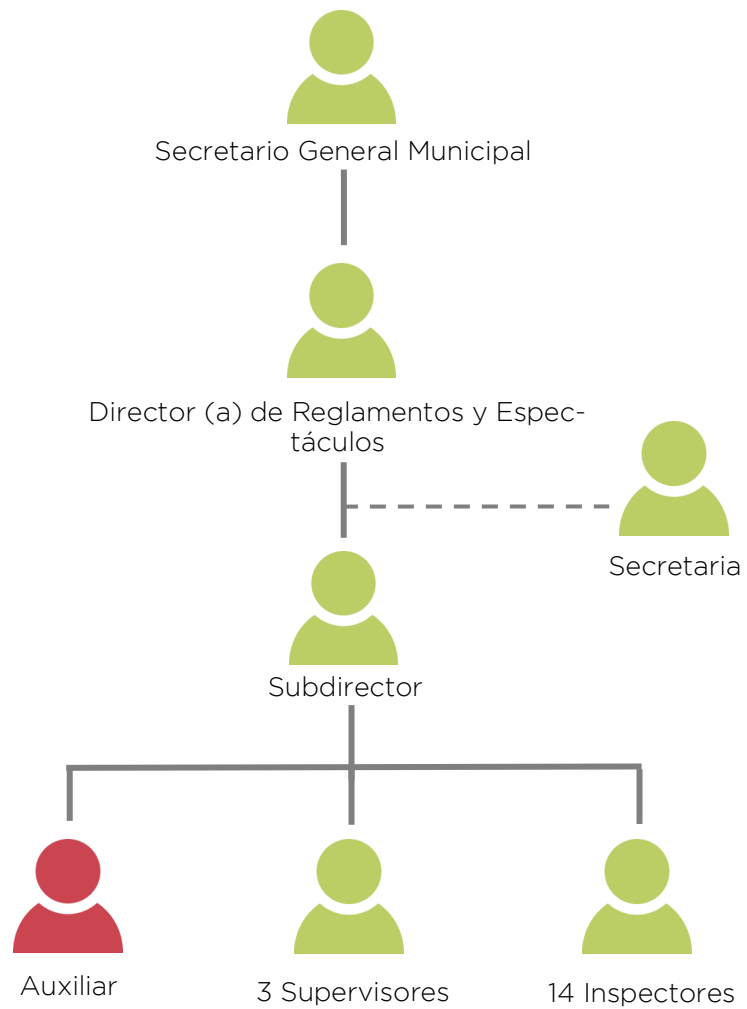 Secretario General Municipal
Director (a) de Reglamentos y Espec-
táculos
Secretaria
Subdirector
Auxiliar
3 Supervisores
14 Inspectores